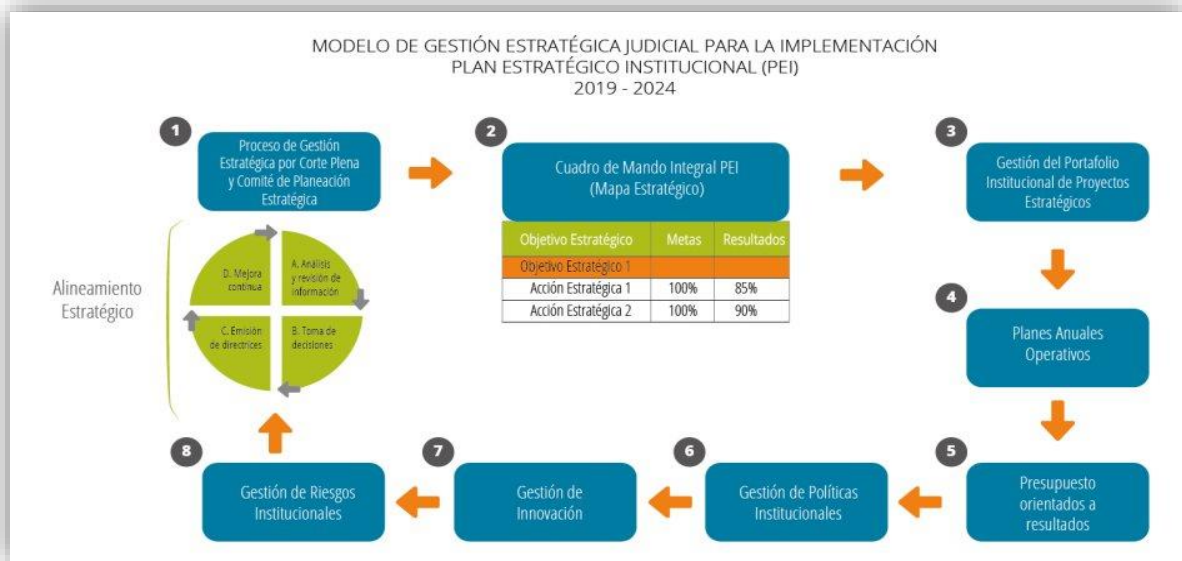 MODELO DE GESTIÓN ESTRATÉGICA JUDICIAL PARA LA IMPLEMENTACIÓN
PLAN ESTRATÉGICO INSTITUCIONAL (PEI)
2019 - 2024
1
Proceso de Gestión
Estratégica por Corte Plena
y Comité de Planeación
Estratégica
2
Cuadro de Mando Integral PEI
(Mapa Estratégico)
Objetivo Estratégico Metas Resultados
Objetivo Estratégico 1
Acción Estratégica 1 100% 85%
Acción Estratégica 2 100% 90%
3
Gestión del Portafolio
Institucional de Proyectos
Estratégicos
Alineamiento
Estratégico
D. Mejora
continua
A. Análisis
y revisión de
información
C. Emisión
de directrices
B. Toma de
decisiones
4
Planes Anuales
Operativos
8
Gestión de Riesgos
Institucionales
7
Gestión de
Innovación
6
Gestión de Políticas
Institucionales
5
Presupuesto
orientados a
resultados